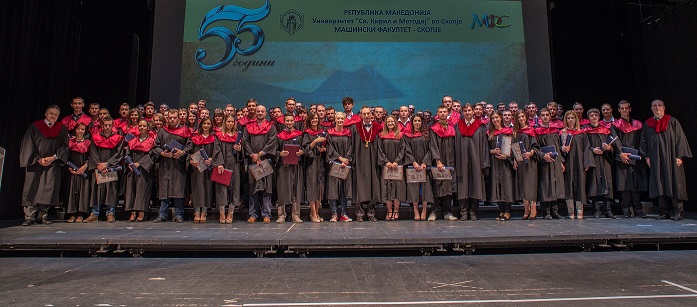 55
години
РЕПУБЛИКА МАКЕДОНИЈА
Универзитет "Св. Кирил и Методиј" во Скопје
МАШИНСКИ ФАКУЛТЕТ - СКОПЈЕ